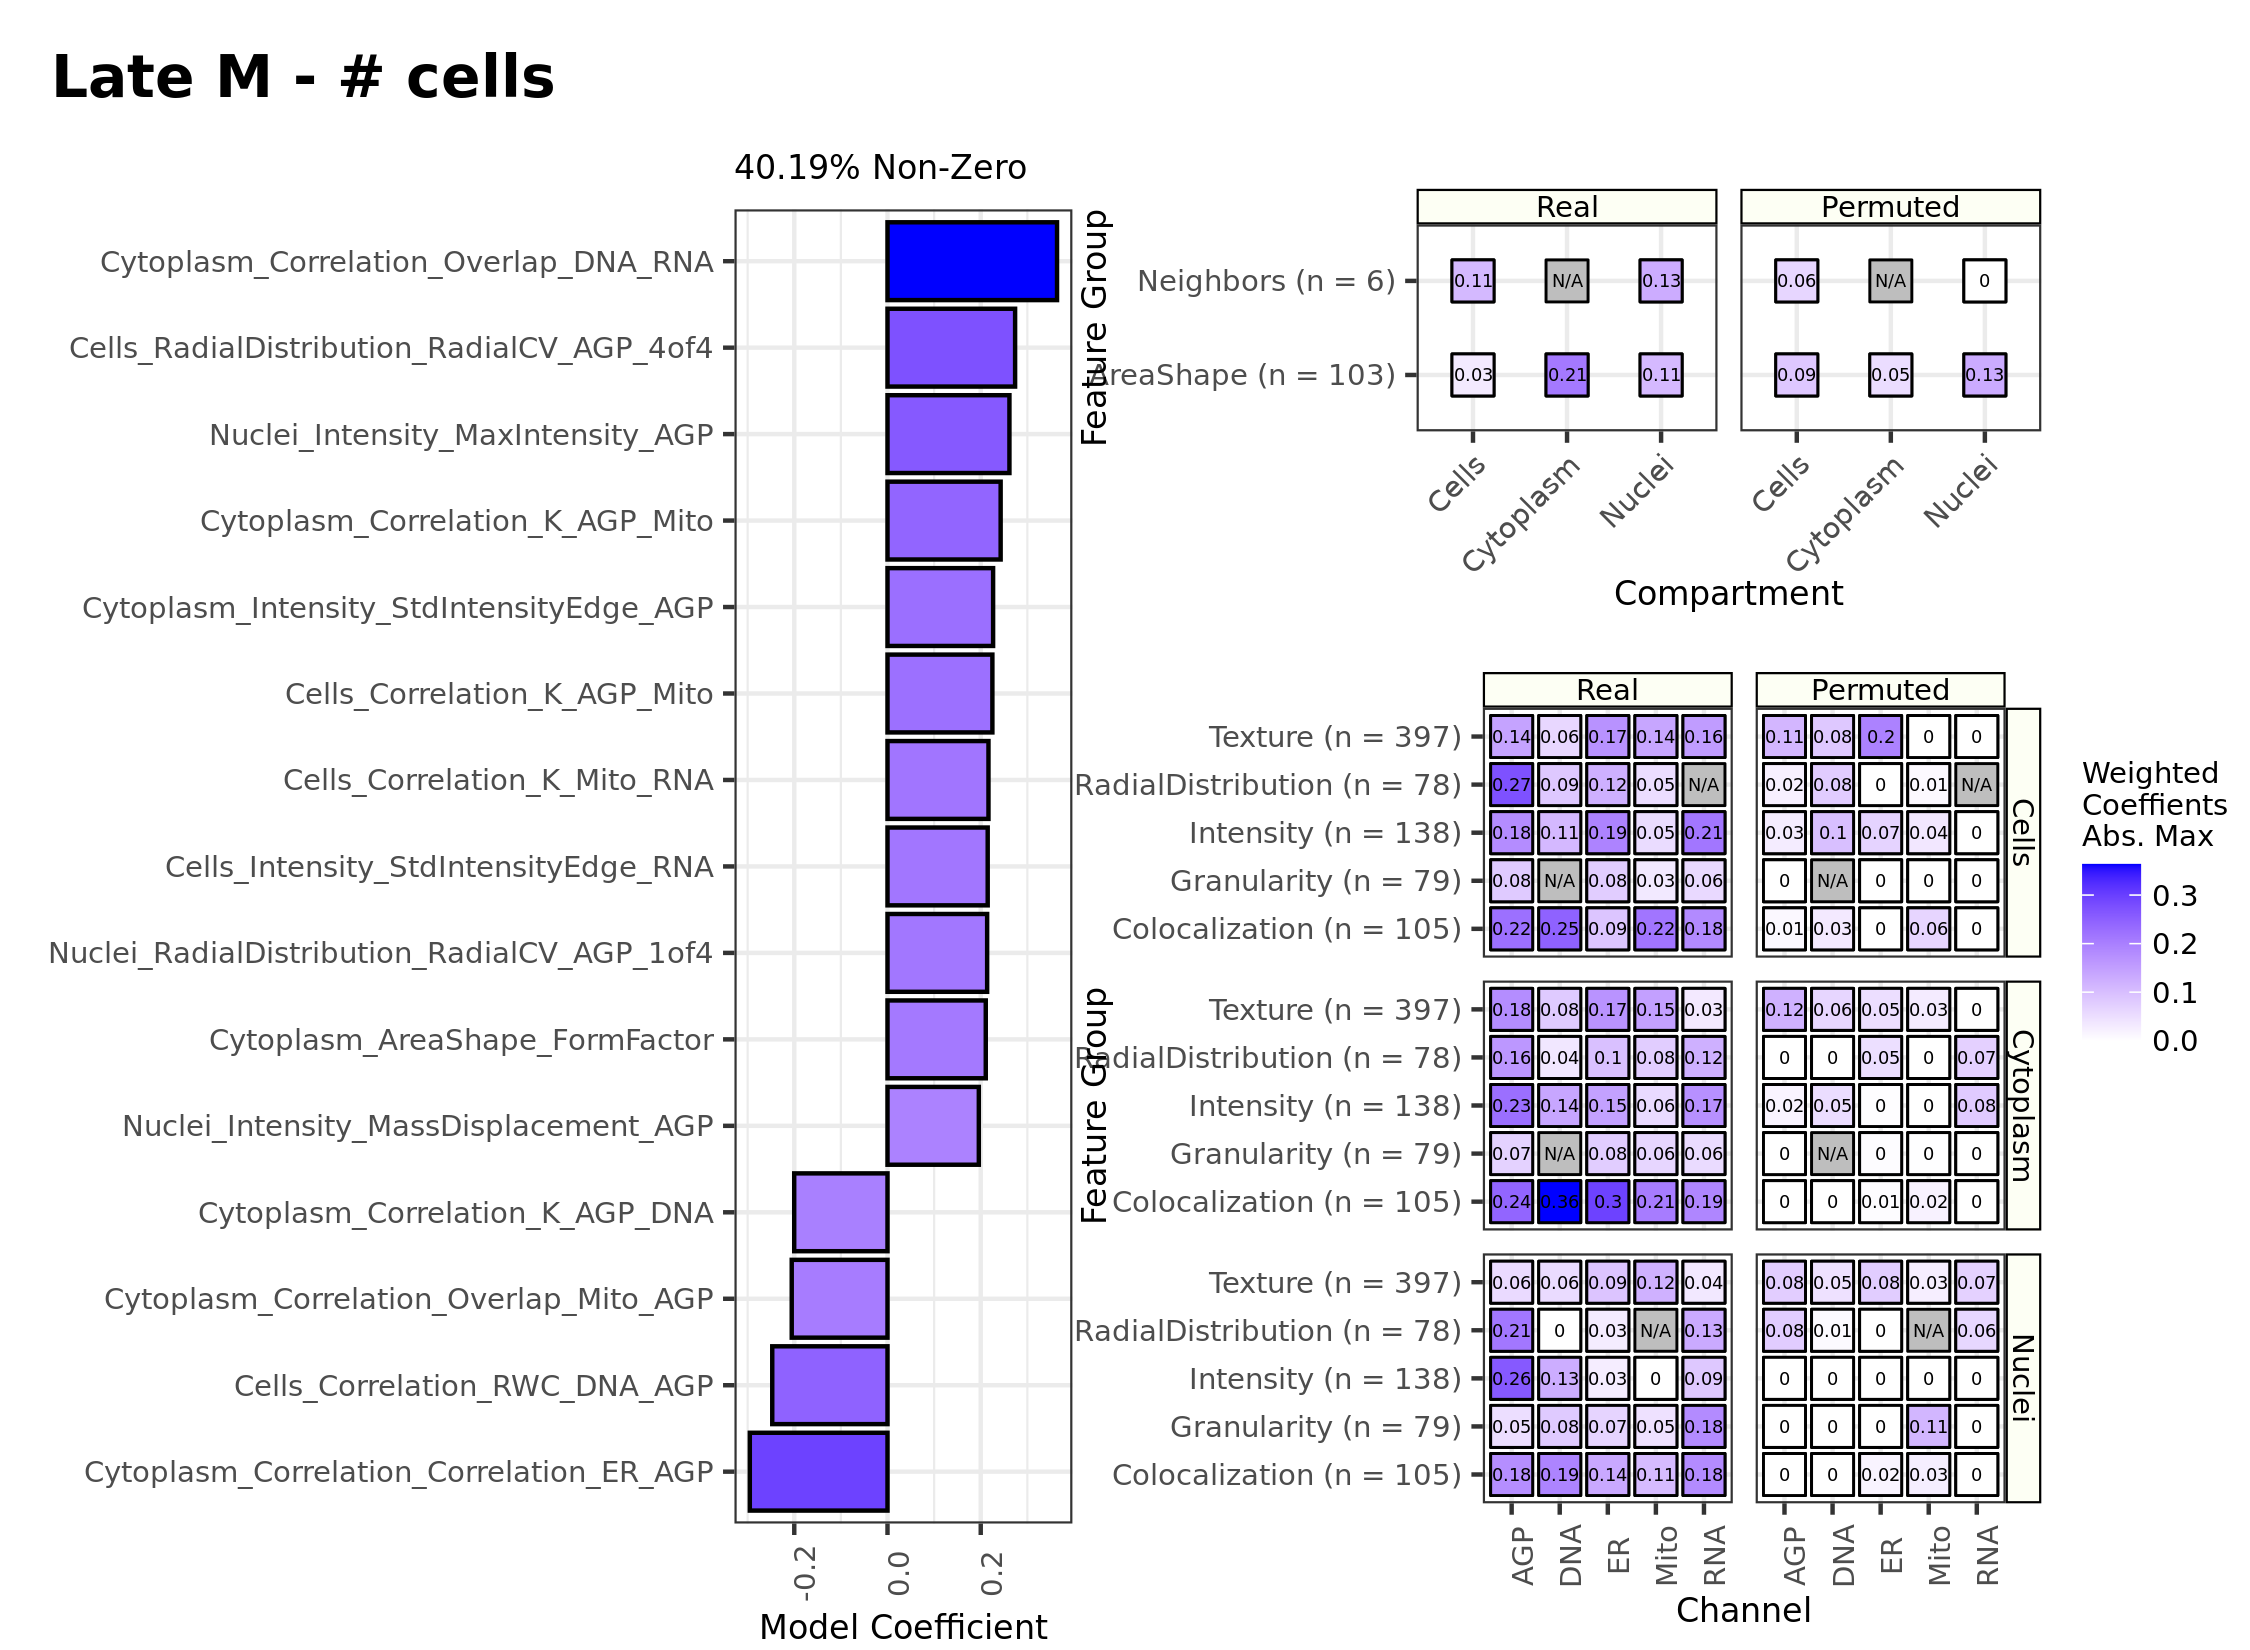 Late M - # cells
40.19% Non-Zero
Cytoplasm_Correlation_Overlap_DNA_RNA
Cells_RadialDistribution_RadialCV_AGP_4of4
Nuclei_Intensity_MaxIntensity_AGP
Cytoplasm_Correlation_K_AGP_Mito
Cytoplasm_Intensity_StdIntensityEdge_AGP
Cells_Correlation_K_AGP_Mito
Cells_Correlation_K_Mito_RNA
Cells_Intensity_StdIntensityEdge_RNA
Nuclei_RadialDistribution_RadialCV_AGP_1of4
Cytoplasm_AreaShape_FormFactor
Nuclei_Intensity_MassDisplacement_AGP
Cytoplasm_Correlation_K_AGP_DNA
Cytoplasm_Correlation_Overlap_Mito_AGP
Cells_Correlation_RWC_DNA_AGP
Cytoplasm_Correlation_Correlation_ER_AGP
-0.2 0.0 0.2
Model Coefficient
Feature Group
Real Permuted
Neighbors (n = 6) 0.11 N/A 0.13 0.06 N/A 0
AreaShape (n = 103) 0.03 0.21 0.11 0.09 0.05 0.13
Cells Cytoplasm Nuclei Cells Cytoplasm Nuclei
Compartment
Feature Group
Real Permuted
Texture (n = 397) 0.14 0.06 0.17 0.14 0.16 0.11 0.08 0.2 0 0
RadialDistribution (n = 78) 0.27 0.09 0.12 0.05 N/A 0.02 0.08 0 0.01 N/A
Intensity (n = 138) 0.18 0.11 0.19 0.05 0.21 0.03 0.1 0.07 0.04 0
Granularity (n = 79) 0.08 N/A 0.08 0.03 0.06 0 N/A 0 0 0
Colocalization (n = 105) 0.22 0.25 0.09 0.22 0.18 0.01 0.03 0 0.06 0
Cells
Texture (n = 397) 0.18 0.08 0.17 0.15 0.03 0.12 0.06 0.05 0.03 0
RadialDistribution (n = 78) 0.16 0.04 0.1 0.08 0.12 0 0 0.05 0 0.07
Intensity (n = 138) 0.23 0.14 0.15 0.06 0.17 0.02 0.05 0 0 0.08
Granularity (n = 79) 0.07 N/A 0.08 0.06 0.06 0 N/A 0 0 0
Colocalization (n = 105) 0.24 0.36 0.3 0.21 0.19 0 0 0.01 0.02 0
Cytoplasm
Texture (n = 397) 0.06 0.06 0.09 0.12 0.04 0.08 0.05 0.08 0.03 0.07
RadialDistribution (n = 78) 0.21 0 0.03 N/A 0.13 0.08 0.01 0 N/A 0.06
Intensity (n = 138) 0.26 0.13 0.03 0 0.09 0 0 0 0 0
Granularity (n = 79) 0.05 0.08 0.07 0.05 0.18 0 0 0 0.11 0
Colocalization (n = 105) 0.18 0.19 0.14 0.11 0.18 0 0 0.02 0.03 0
Nuclei
AGP DNA ER Mito RNA AGP DNA ER Mito RNA
Channel
Weighted
Coeffients
Abs. Max
0.3
0.2
0.1
0.0